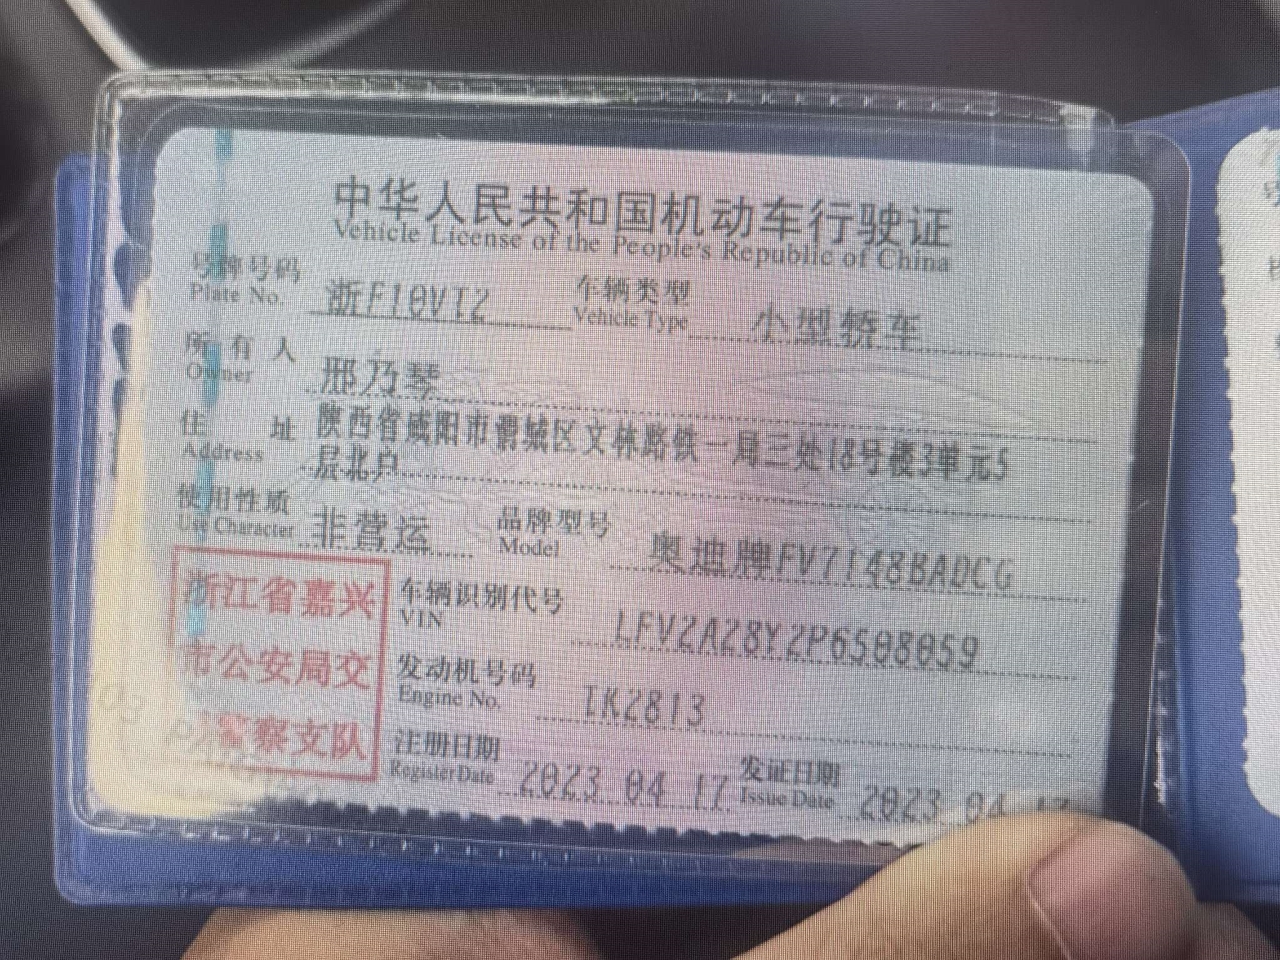 中华人民共和国机动车行驶证
Vehicle License of the People's Republic of China
号牌号码 浙F10VT2 车辆类型 小型轿车
Plate No. Vehicle Type
所有人 邢乃琴
Owner
住址 陕西省咸阳市渭城区文林路铁一局三处18号楼3单元5
Address 层北户
使用性质 非营运 品牌型号 奥迪牌FV7148BADCG
Use Character Model
浙江省嘉兴
市公安局交
警察支队
车辆识别代号 LFV2A28Y2P6508059
VIN
发动机号码 TK2813
Engine No.
注册日期 2023 04 17 发证日期 2023 04
Register Date Issue Date